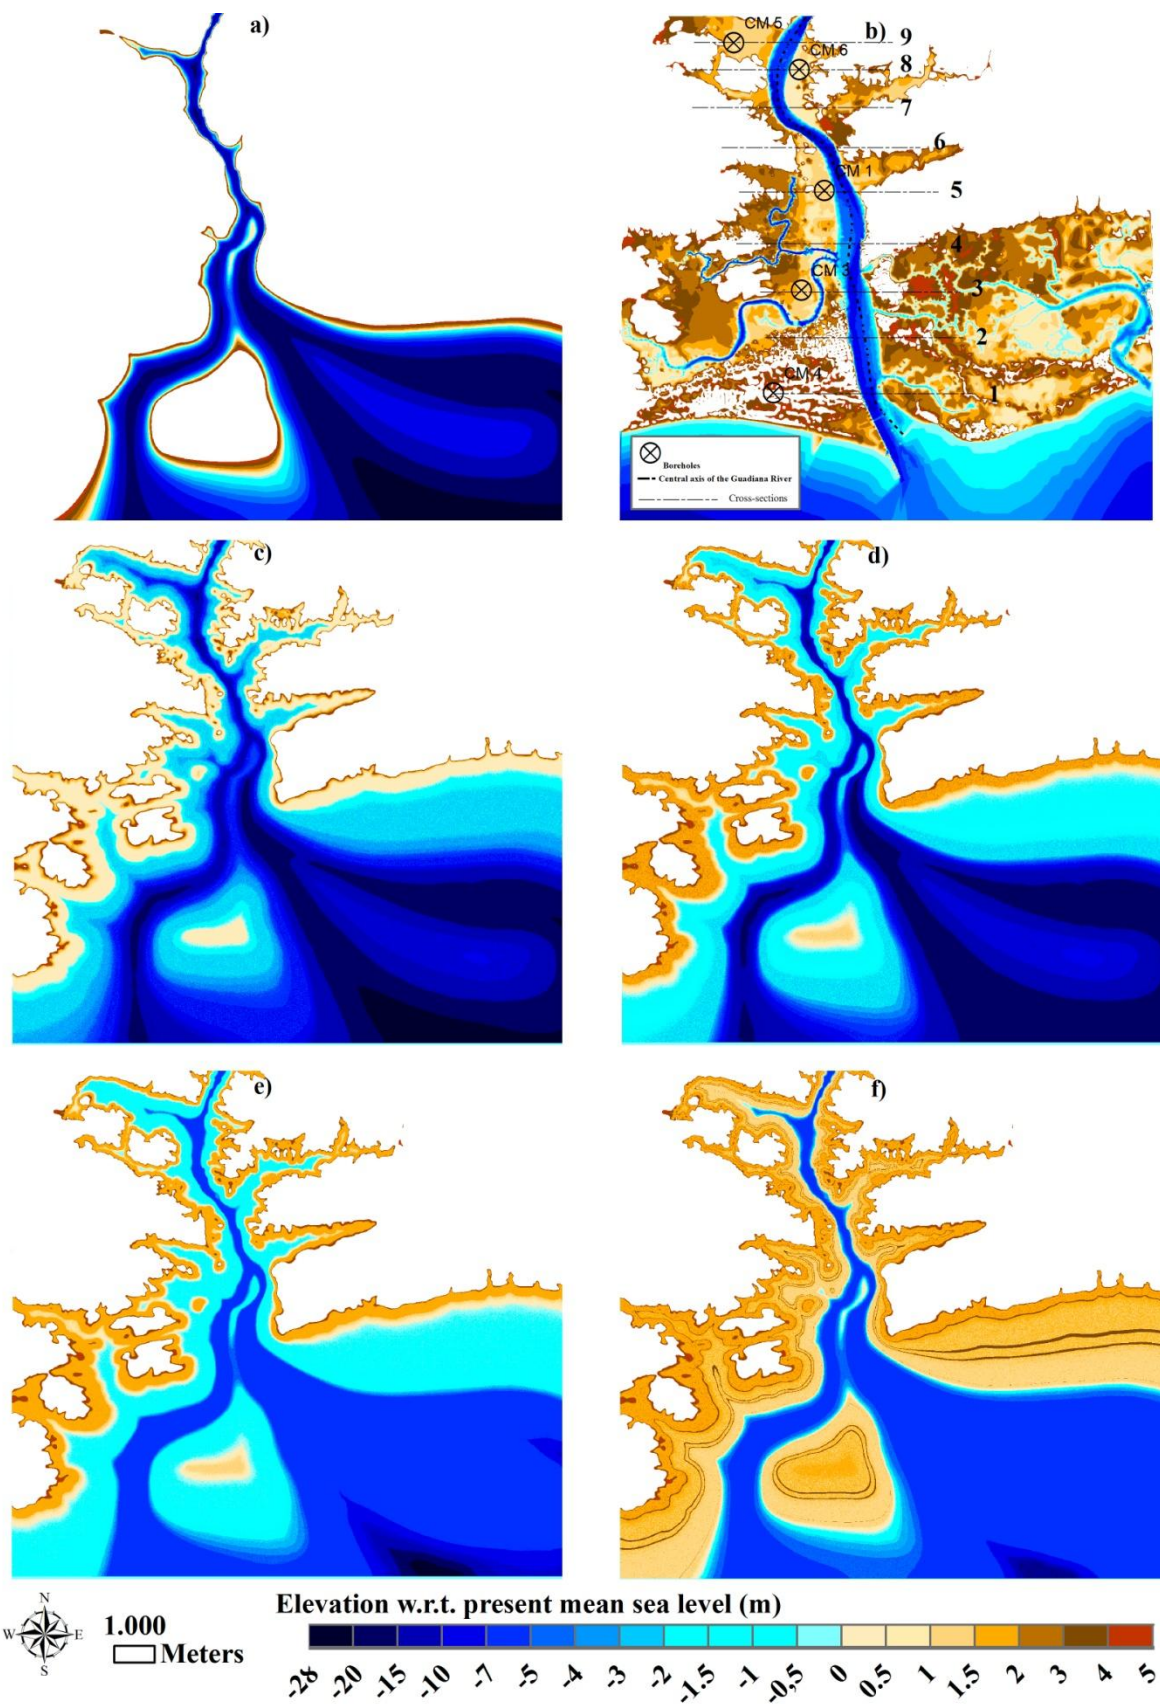 a)
b)
CM 5
9
CM 6
8
7
6
CM 1
5
4
CM 3
3
2
CM 4
1
Boreholes
Central axis of the Guadiana River
Cross-sections
c)
d)
e)
f)
N
W E
S
1.000
Meters
Elevation w.r.t. present mean sea level (m)
-28 -20 -15 -10 -7 -5 -4 -3 -2 -1.5 -1 -0,5 0 0.5 1 1.5 2 3 4 5